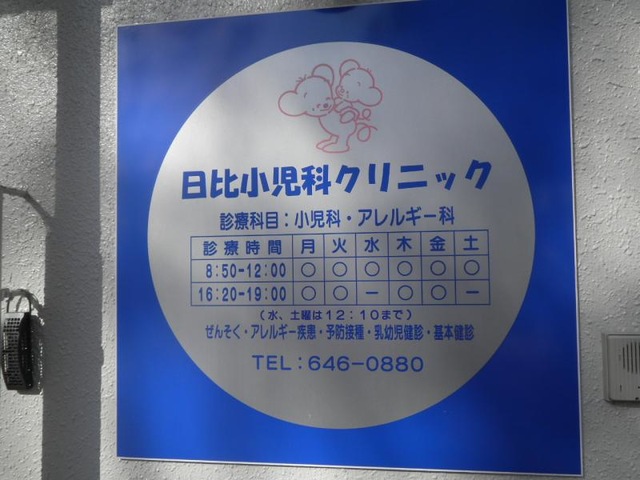 日比小児科クリニック
診療科目：小児科・アレルギー科
診療時間 月 火 水 木 金 土
8:50-12:00 ○ ○ ○ ○ ○ ○
16:20-19:00 ○ ○ － ○ ○ －
(水、土曜は12：10まで)
ぜんそく・アレルギー疾患・予防接種・乳幼児健診・基本健診
TEL：646-0880